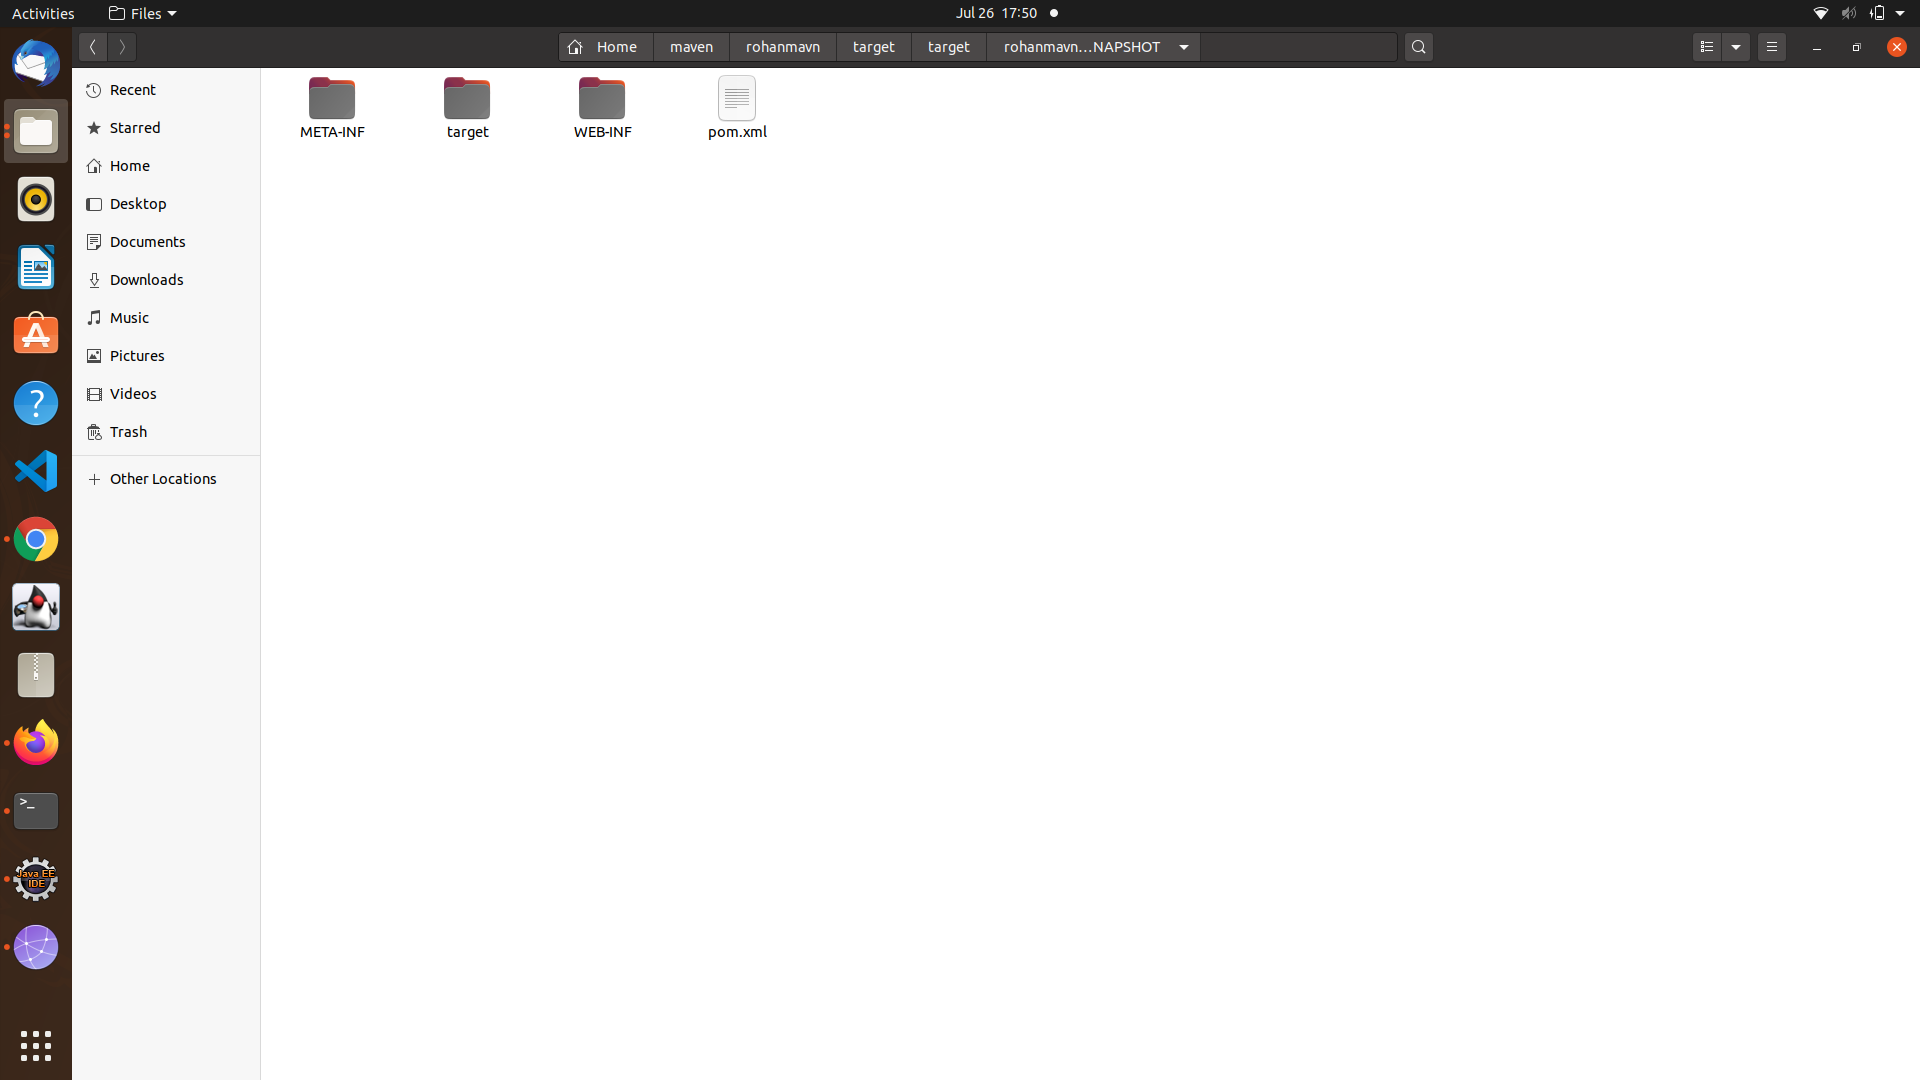 Activities
Files
Jul 26 17:50
Home
maven
rohanmavn
target
target
rohanmavn…NAPSHOT
Recent
Starred
Home
Desktop
Documents
Downloads
Music
Pictures
Videos
Trash
Other Locations
META-INF
target
WEB-INF
pom.xml
?
>_
Java EE
IDE